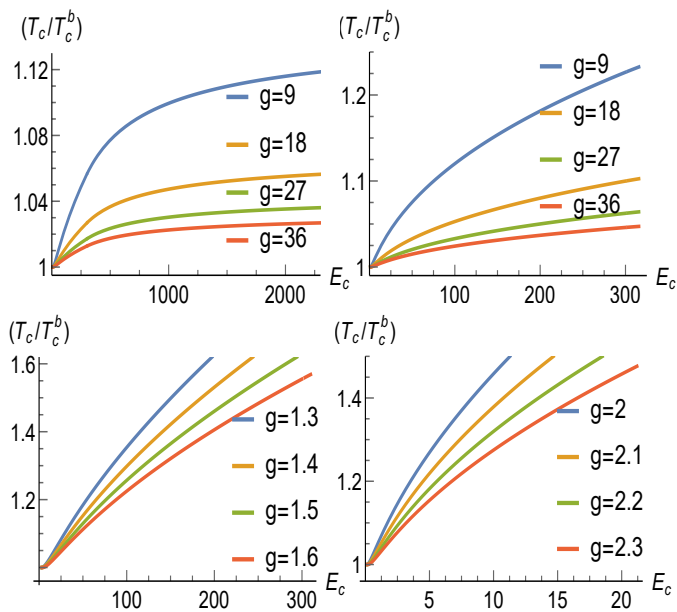 (T_c/T_c^b)
1.12
1.08
1.04
1
1000
2000
E_c
g=9
g=18
g=27
g=36
(T_c/T_c^b)
1.2
1.1
1
100
200
300
E_c
g=9
g=18
g=27
g=36
(T_c/T_c^b)
1.6
1.4
1.2
100
200
300
E_c
g=1.3
g=1.4
g=1.5
g=1.6
(T_c/T_c^b)
1.4
1.2
1
5
10
15
20
E_c
g=2
g=2.1
g=2.2
g=2.3